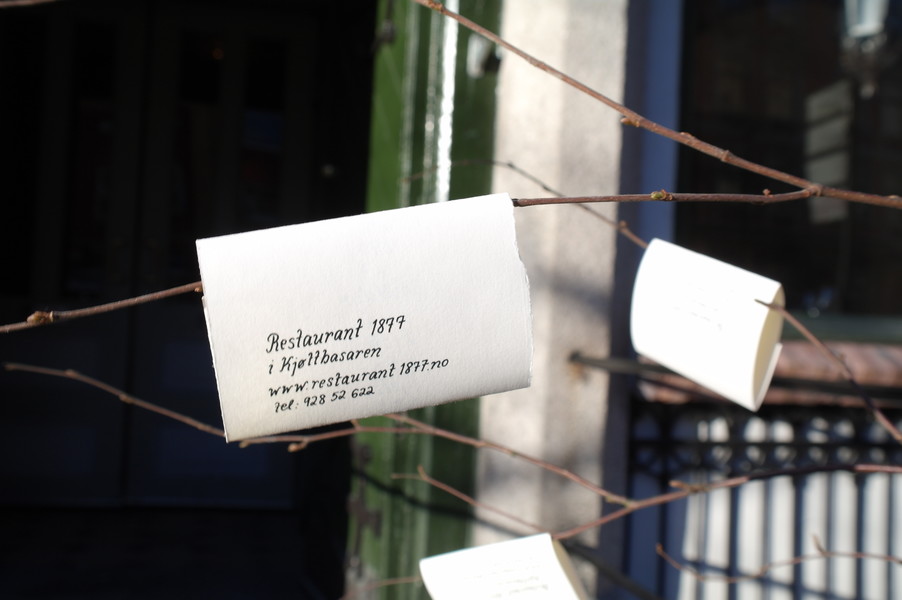 Restaurant 1877
i Kjøttbasaren
www.restaurant1877.no
tel: 928 52 622